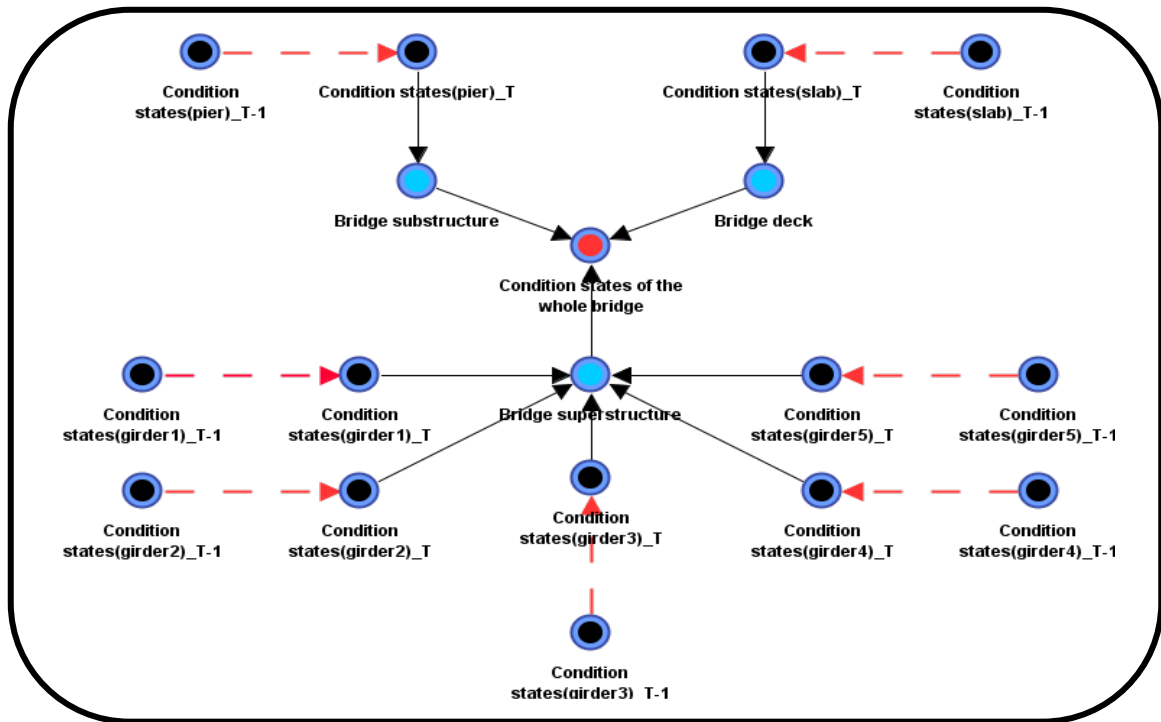 Condition
states(pier)_T-1
Condition states(pier)_T
Condition states(slab)_T
Condition
states(slab)_T-1
Bridge substructure
Bridge deck
Condition states of the
whole bridge
Condition
states(girder1)_T-1
Condition
states(girder1)_T
Bridge superstructure
Condition
states(girder5)_T
Condition
states(girder5)_T-1
Condition
states(girder2)_T-1
Condition
states(girder2)_T
Condition
states(girder3)_T
Condition
states(girder4)_T
Condition
states(girder4)_T-1
Condition
states(girder3)_T-1